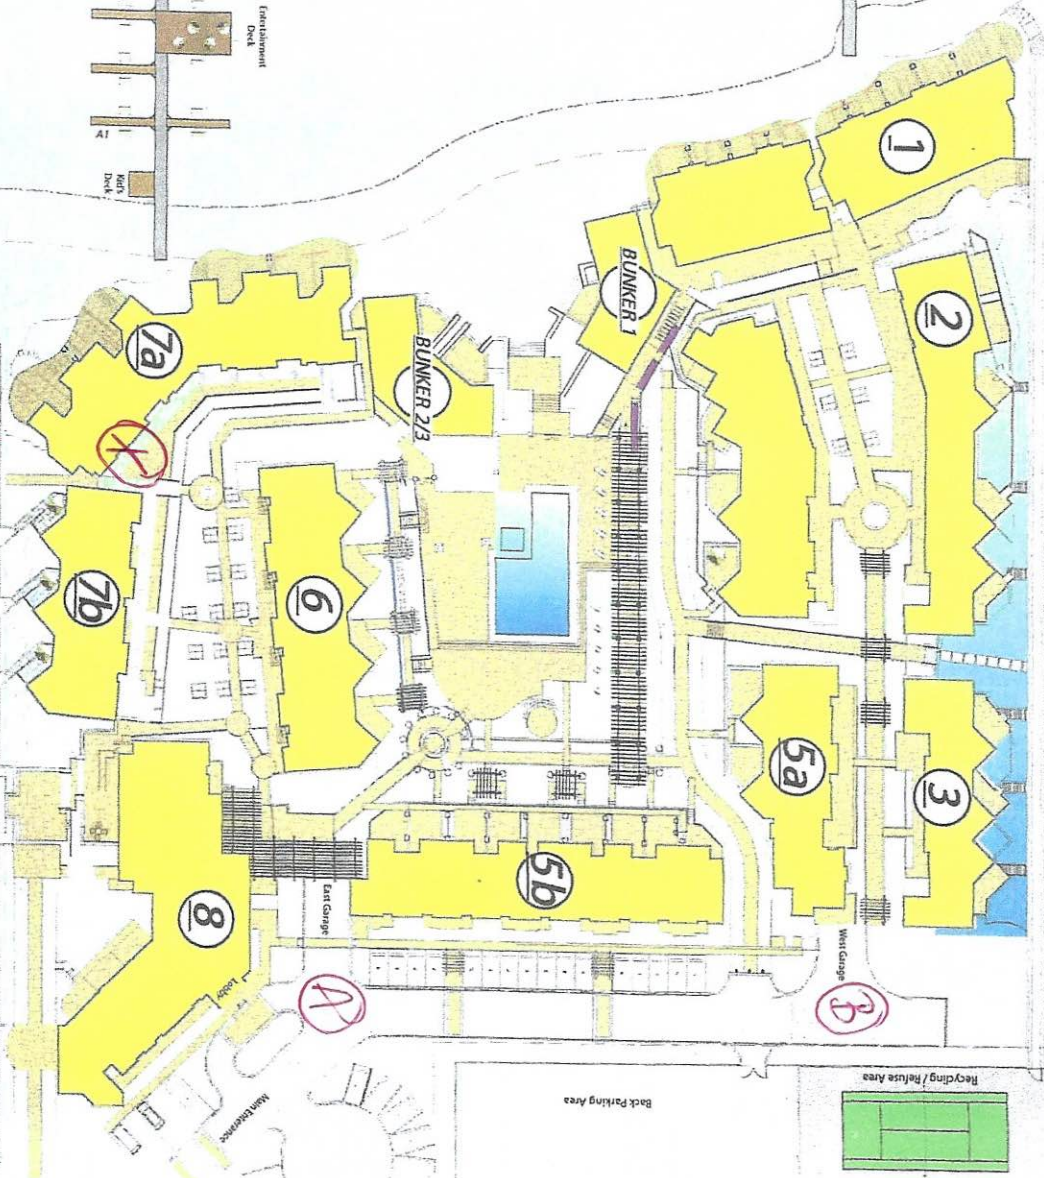 Entertainment
Deck
A1
Kid's
Deck
1
2
BUNKER 1
7a
BUNKER 2/3
X
7b
6
5a
3
5b
8
East Garage
West Garage
A
B
Lobby
Main Entrance
Back Parking Area
Recycling / Refuse Area